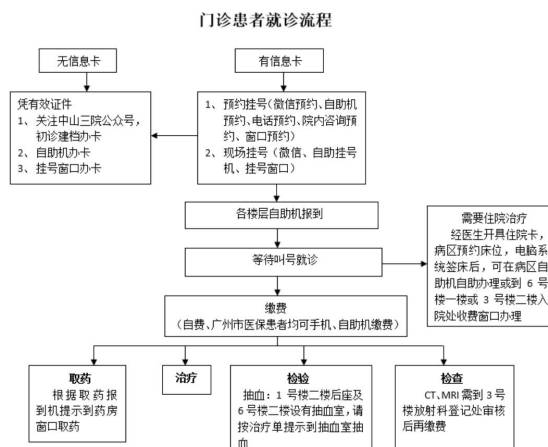 门诊患者就诊流程
无信息卡
有信息卡
凭有效证件
1、 关注中山三院公众号，
初诊建档办卡
2、 自助机办卡
3、 挂号窗口办卡
1、 预约挂号（微信预约、自助机
预约、电话预约、院内咨询预
约、窗口预约）
2、 现场挂号（微信、自助挂号
机、挂号窗口）
各楼层自助机报到
等待叫号就诊
需要住院治疗
经医生开具住院卡，
病区预约床位，电脑系
统签床后，可在病区自
助机自助办理或到 6 号
楼一楼或 3 号楼二楼入
院处收费窗口办理
缴费
（自费、广州市医保患者均可手机、自助机缴费）
取药
根据取药报到
机提示到药房
窗口取药
治疗
检验
抽血：1 号楼二楼后座及
6 号楼二楼设有抽血室，请
按治疗单提示到抽血室抽
血
检查
CT、MRI 需到 3 号
楼放射科登记处审核
后再缴费